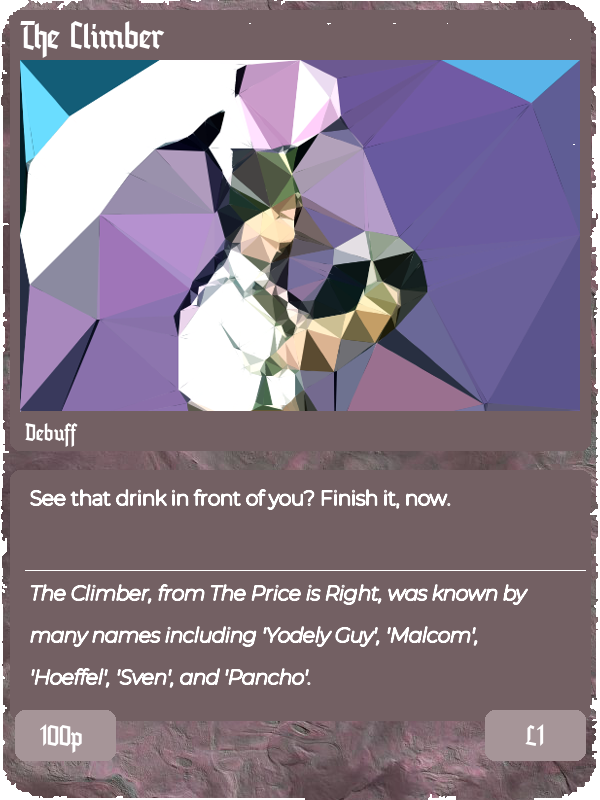 The Climber
Debuff
See that drink in front of you? Finish it, now.
The Climber, from The Price is Right, was known by
many names including 'Yodely Guy', 'Malcom',
'Hoeffel', 'Sven', and 'Pancho'.
100p
£1